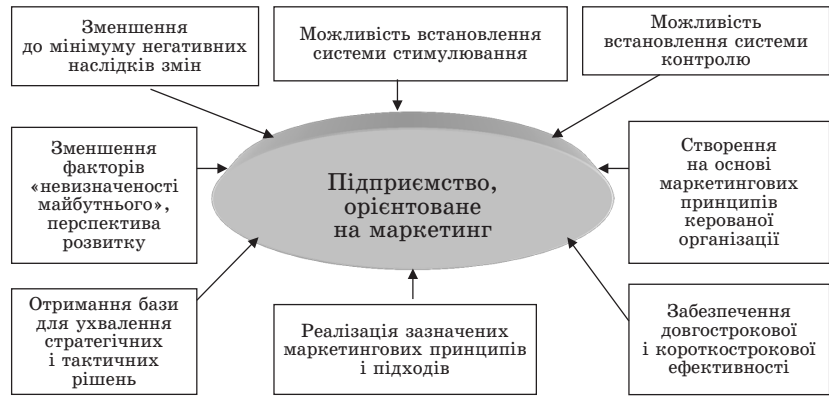 Зменшення
до мінімуму негативних
наслідків змін
Можливість встановлення
системи стимулювання
Можливість
встановлення системи
контролю
Зменшення
факторів
«невизначеності
майбутнього»,
перспектива
розвитку
Підприємство,
орієнтоване
на маркетинг
Створення
на основі
маркетингових
принципів
керованої
організації
Отримання бази
для ухвалення
стратегічних
і тактичних
рішень
Реалізація зазначених
маркетингових принципів
і підходів
Забезпечення
довгострокової
і короткострокової
ефективності